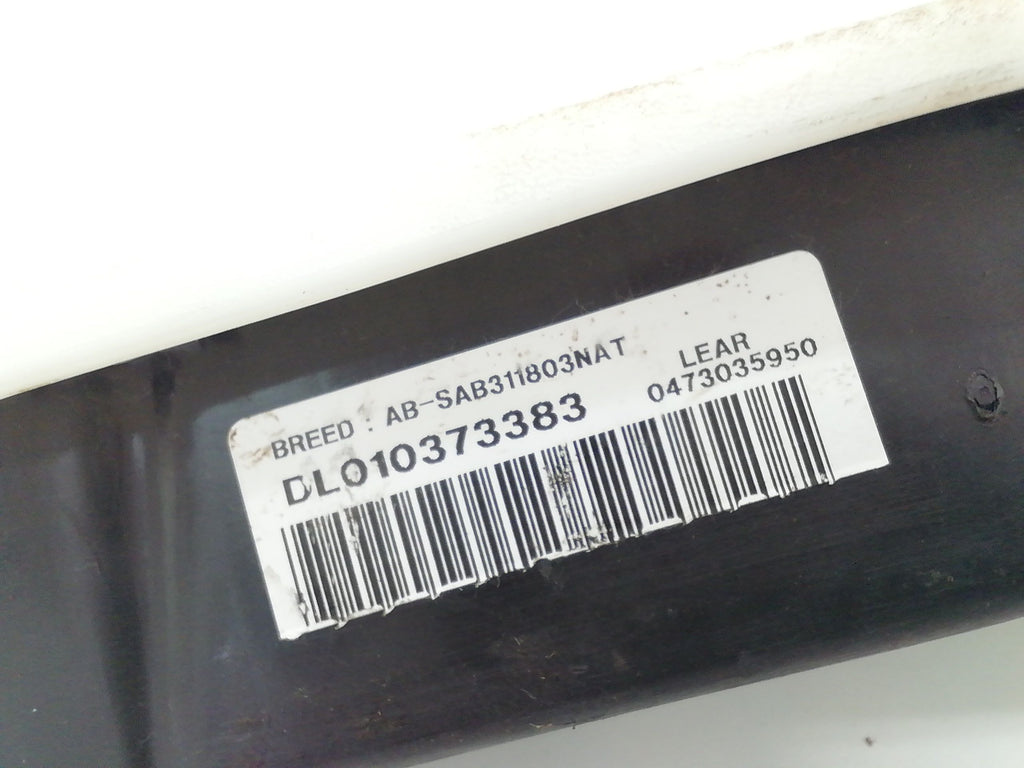 BREED : AB-SAB311803NAT
LEAR
DL010373383
0473035950